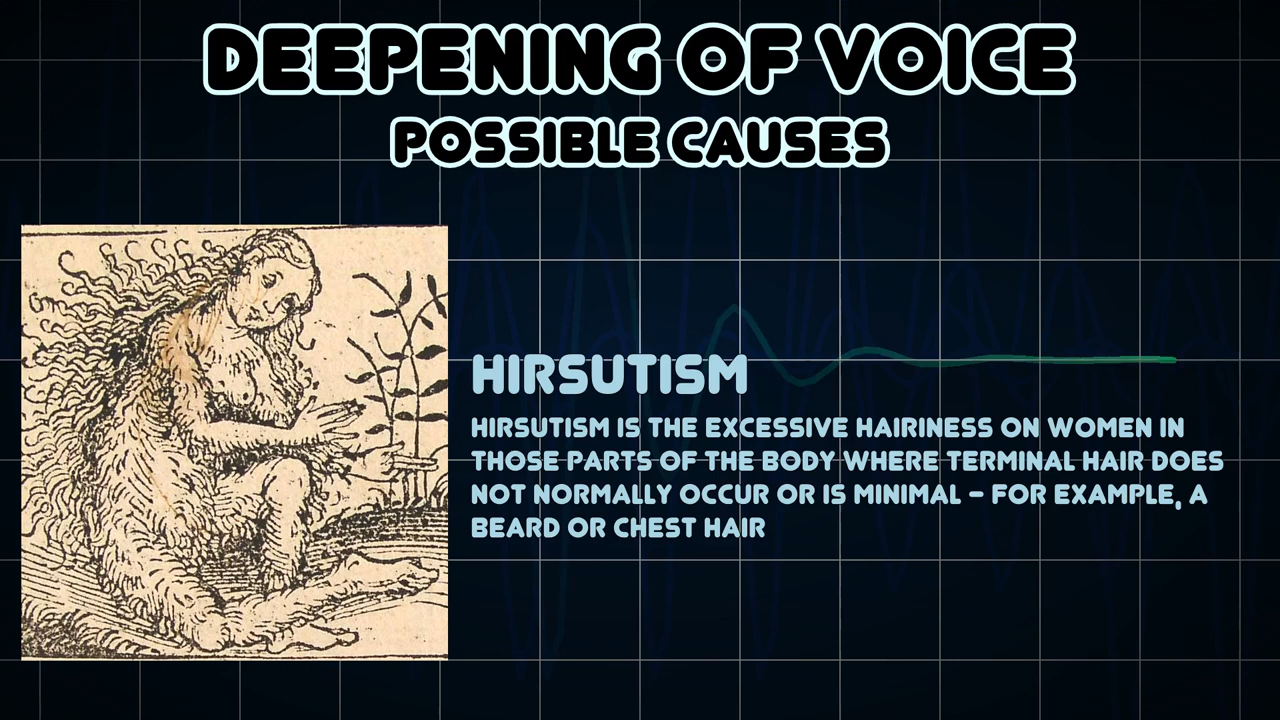 DEEPENING OF VOICE
POSSIBLE CAUSES
HIRSUTISM
HIRSUTISM IS THE EXCESSIVE HAIRINESS ON WOMEN IN
THOSE PARTS OF THE BODY WHERE TERMINAL HAIR DOES
NOT NORMALLY OCCUR OR IS MINIMAL – FOR EXAMPLE, A
BEARD OR CHEST HAIR